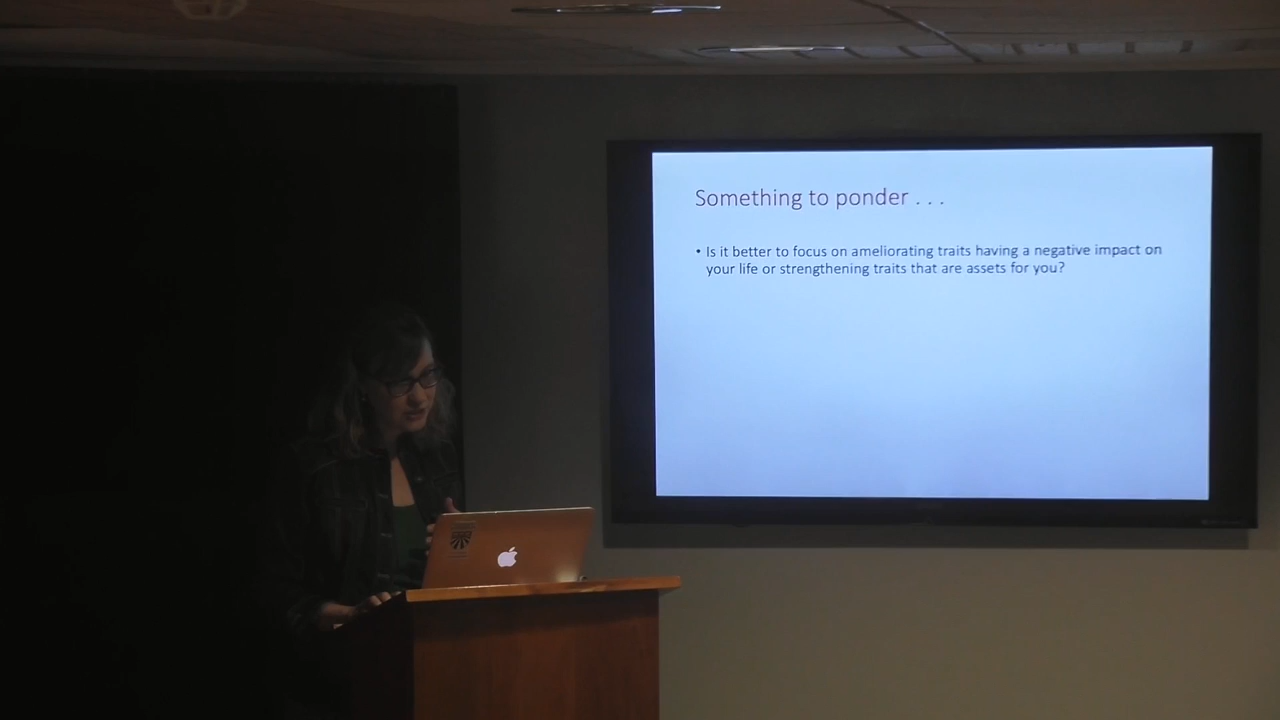 Something to ponder . . .
• Is it better to focus on ameliorating traits having a negative impact on
your life or strengthening traits that are assets for you?